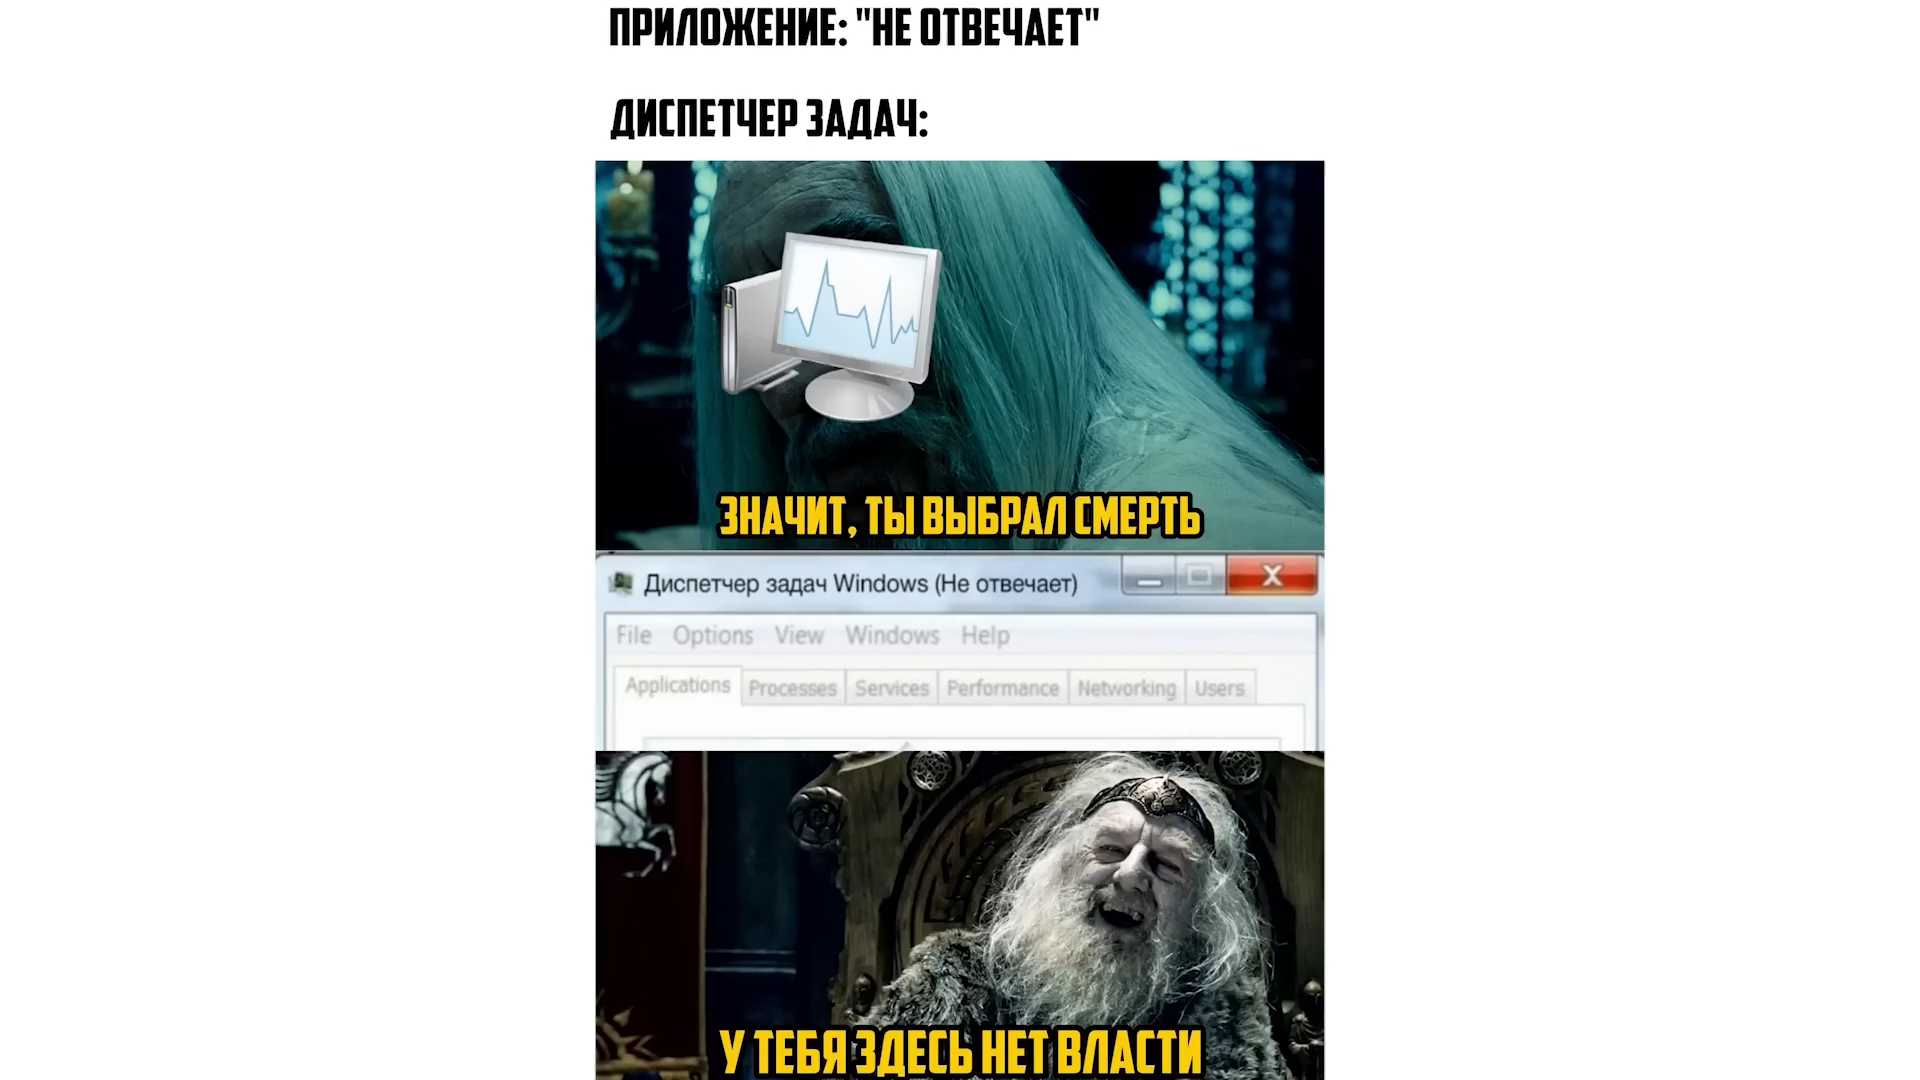 ПРИЛОЖЕНИЕ: "НЕ ОТВЕЧАЕТ"
ДИСПЕТЧЕР ЗАДАЧ:
ЗНАЧИТ, ТЫ ВЫБРАЛ СМЕРТЬ
Диспетчер задач Windows (Не отвечает)
File Options View Windows Help
Applications Processes Services Performance Networking Users
У ТЕБЯ ЗДЕСЬ НЕТ ВЛАСТИ